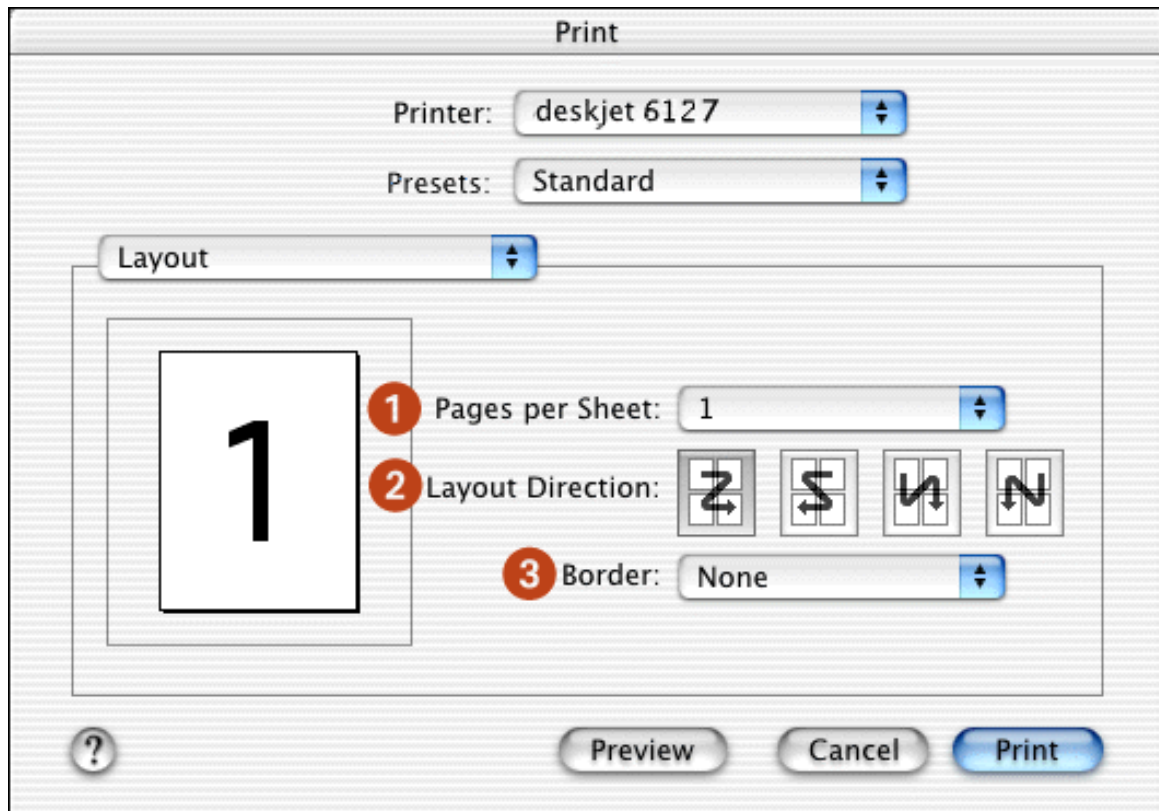 Print
Printer: deskjet 6127
Presets: Standard
Layout
1
1 Pages per Sheet: 1
2 Layout Direction:
3 Border: None
? Preview Cancel Print